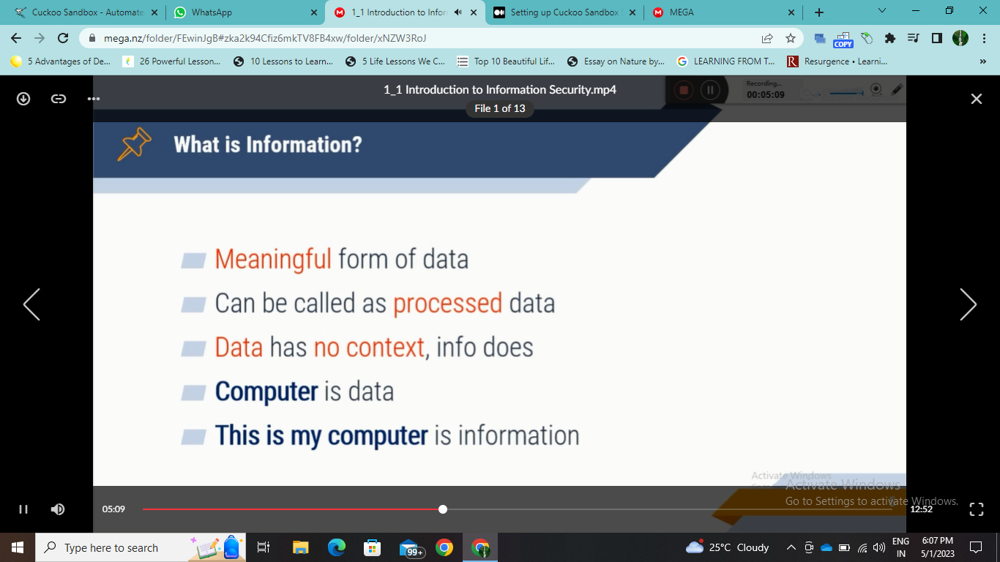 Cuckoo Sandbox - Automate
WhatsApp
1_1 Introduction to Infor
Setting up Cuckoo Sandbox
MEGA
mega.nz/folder/FEwinJgB#zka2k94Cfiz6mkTV8FB4xw/folder/xNZW3RoJ
COPY
5 Advantages of De...
26 Powerful Lesson...
10 Lessons to Learn...
5 Life Lessons We C...
Top 10 Beautiful Lif...
Essay on Nature by...
LEARNING FROM T...
Resurgence • Learni...
1_1 Introduction to Information Security.mp4
File 1 of 13
Recording...
00:05:09
What is Information?
Meaningful form of data
Can be called as processed data
Data has no context, info does
Computer is data
This is my computer is information
Activate Windows
Activate Windows
Go to Settings to activate Windows.
05:09
12:52
Type here to search
99+
25°C Cloudy
ENG
IN
6:07 PM
5/1/2023